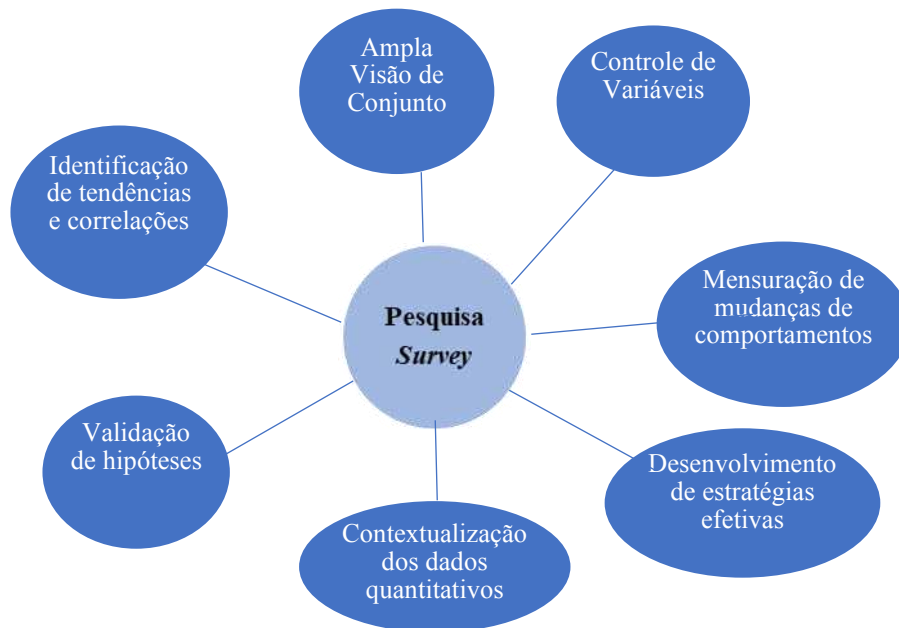 Ampla
Visão de
Conjunto
Controle de
Variáveis
Identificação
de tendências
e correlações
Mensuração de
mudanças de
comportamentos
Pesquisa
Survey
Validação
de hipóteses
Desenvolvimento
de estratégias
efetivas
Contextualização
dos dados
quantitativos